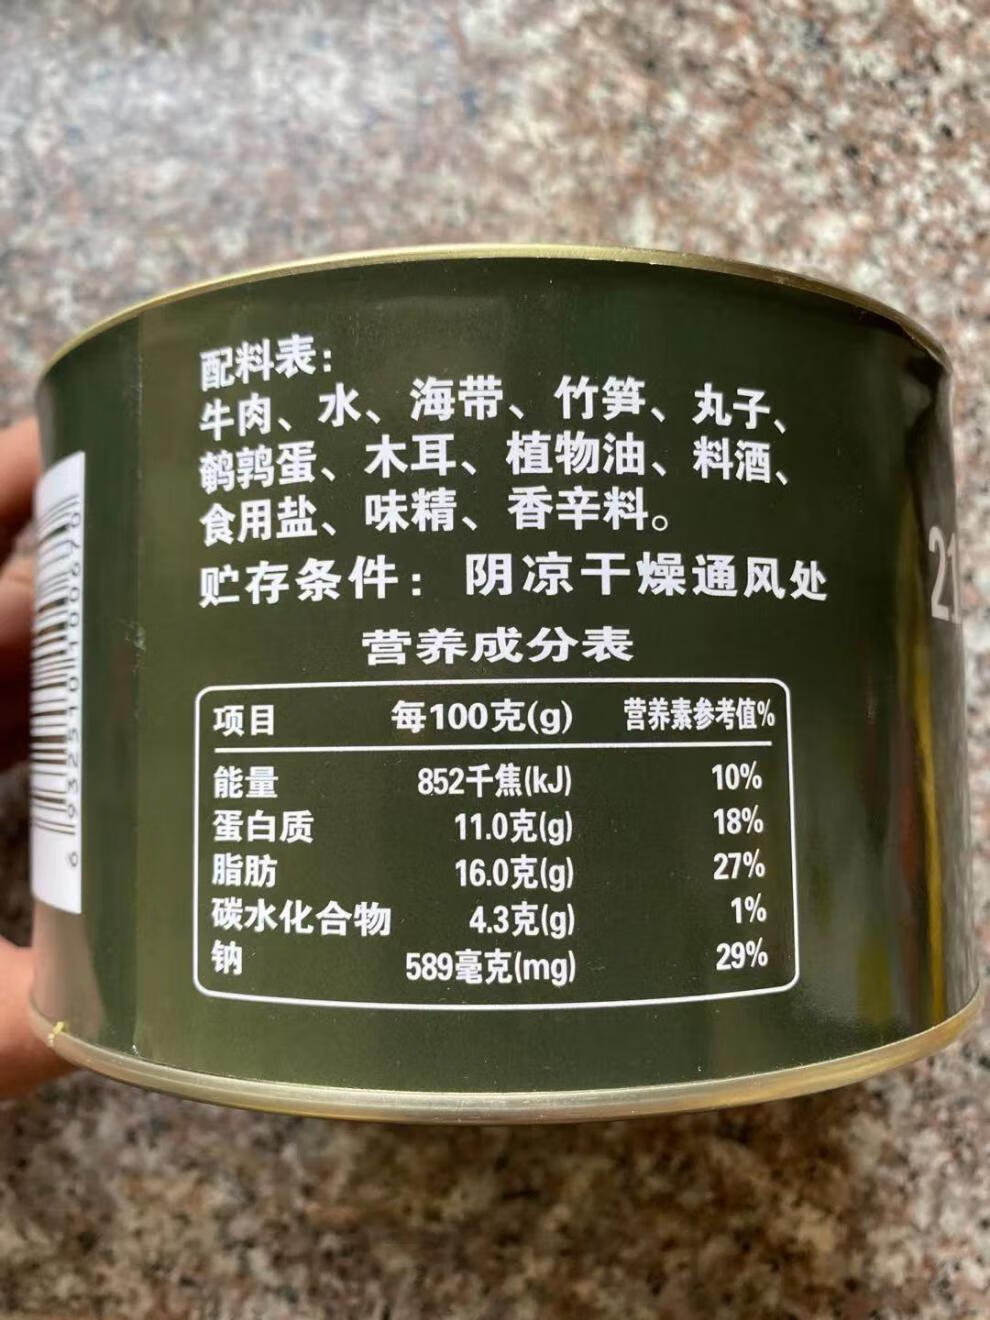 配料表：
牛肉、水、海带、竹笋、丸子、
鹌鹑蛋、木耳、植物油、料酒、
食用盐、味精、香辛料。
贮存条件：阴凉干燥通风处
营养成分表
项目 每100克(g) 营养素参考值%
能量 852千焦(kJ) 10%
蛋白质 11.0克(g) 18%
脂肪 16.0克(g) 27%
碳水化合物 4.3克(g) 1%
钠 589毫克(mg) 29%